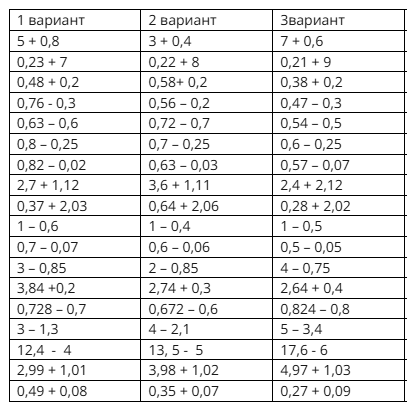 1 вариант 2 вариант 3вариант
5 + 0,8 3 + 0,4 7 + 0,6
0,23 + 7 0,22 + 8 0,21 + 9
0,48 + 0,2 0,58+ 0,2 0,38 + 0,2
0,76 - 0,3 0,56 – 0,2 0,47 – 0,3
0,63 – 0,6 0,72 – 0,7 0,54 – 0,5
0,8 – 0,25 0,7 – 0,25 0,6 – 0,25
0,82 – 0,02 0,63 – 0,03 0,57 – 0,07
2,7 + 1,12 3,6 + 1,11 2,4 + 2,12
0,37 + 2,03 0,64 + 2,06 0,28 + 2,02
1 – 0,6 1 – 0,4 1 – 0,5
0,7 – 0,07 0,6 – 0,06 0,5 – 0,05
3 – 0,85 2 – 0,85 4 – 0,75
3,84 +0,2 2,74 + 0,3 2,64 + 0,4
0,728 – 0,7 0,672 – 0,6 0,824 – 0,8
3 – 1,3 4 – 2,1 5 – 3,4
12,4 - 4 13, 5 - 5 17,6 - 6
2,99 + 1,01 3,98 + 1,02 4,97 + 1,03
0,49 + 0,08 0,35 + 0,07 0,27 + 0,09